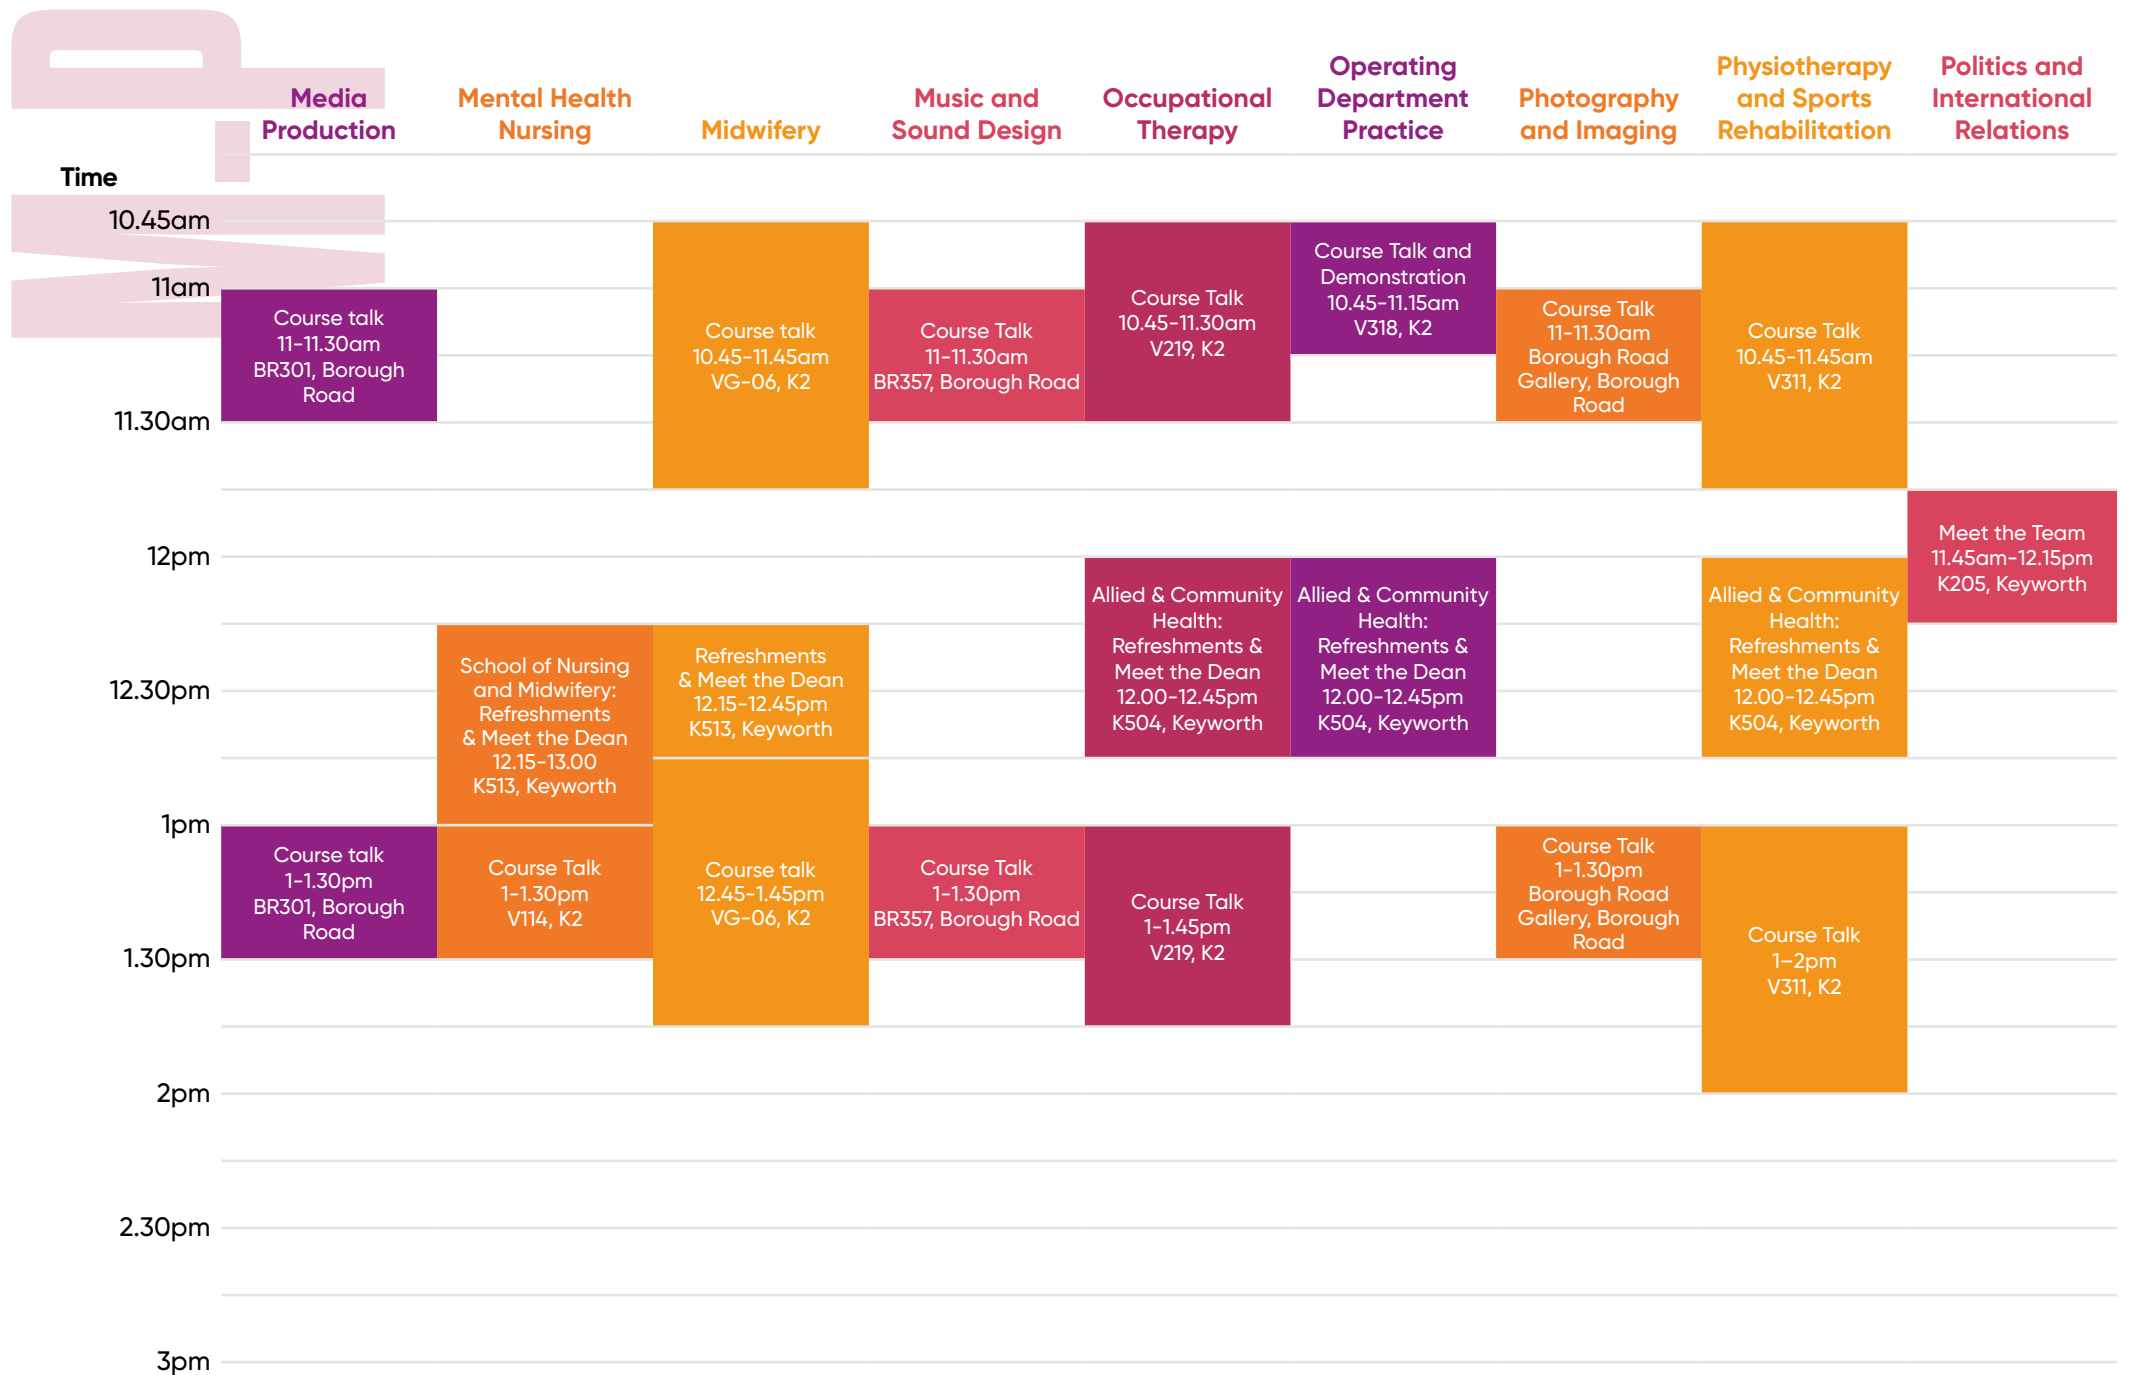 Media
Production
Mental Health
Nursing
Midwifery
Music and
Sound Design
Occupational
Therapy
Operating
Department
Practice
Photography
and Imaging
Physiotherapy
and Sports
Rehabilitation
Politics and
International
Relations
Time
10.45am
11am
11.30am
12pm
12.30pm
1pm
1.30pm
2pm
2.30pm
3pm
Course talk
11-11.30am
BR301, Borough
Road
Course talk
1-1.30pm
BR301, Borough
Road
School of Nursing
and Midwifery:
Refreshments
& Meet the Dean
12.15-13.00
K513, Keyworth
Course Talk
1-1.30pm
V114, K2
Course talk
10.45-11.45am
VG-06, K2
Refreshments
& Meet the Dean
12.15-12.45pm
K513, Keyworth
Course talk
12.45-1.45pm
VG-06, K2
Course Talk
11-11.30am
BR357, Borough Road
Course Talk
1-1.30pm
BR357, Borough Road
Course Talk
10.45-11.30am
V219, K2
Allied & Community
Health:
Refreshments &
Meet the Dean
12.00-12.45pm
K504, Keyworth
Course Talk
1-1.45pm
V219, K2
Course Talk and
Demonstration
10.45-11.15am
V318, K2
Allied & Community
Health:
Refreshments &
Meet the Dean
12.00-12.45pm
K504, Keyworth
Course Talk
11-11.30am
Borough Road
Gallery, Borough
Road
Course Talk
1-1.30pm
Borough Road
Gallery, Borough
Road
Course Talk
10.45-11.45am
V311, K2
Allied & Community
Health:
Refreshments &
Meet the Dean
12.00-12.45pm
K504, Keyworth
Course Talk
1–2pm
V311, K2
Meet the Team
11.45am-12.15pm
K205, Keyworth